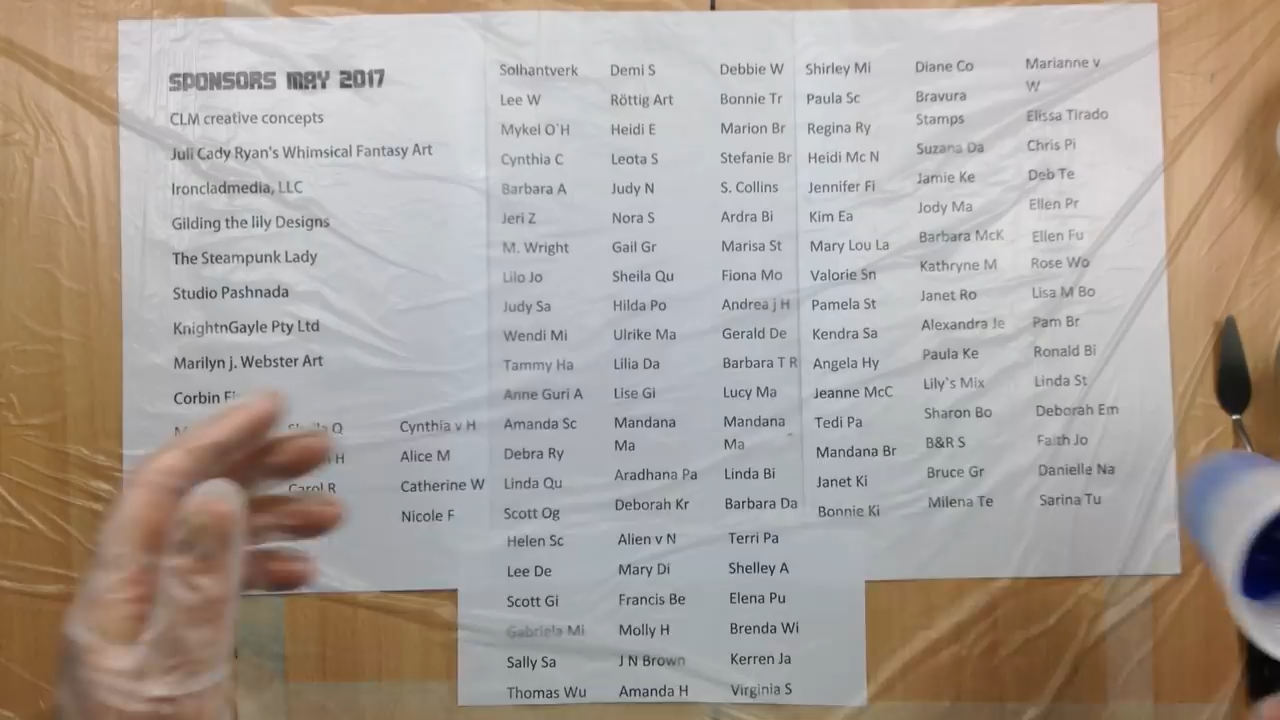 SPONSORS MAY 2017
CLM creative concepts
Juli Cady Ryan's Whimsical Fantasy Art
Ironcladmedia, LLC
Gilding the lily Designs
The Steampunk Lady
Studio Pashnada
KnightnGayle Pty Ltd
Marilyn j. Webster Art
Corbin
Q
H
Carol R
Cynthia v H
Alice M
Catherine W
Nicole F
Solhantverk
Lee W
Mykel O`H
Cynthia C
Barbara A
Jeri Z
M. Wright
Lilo Jo
Judy Sa
Wendi Mi
Tammy Ha
Anne Guri A
Amanda Sc
Debra Ry
Linda Qu
Scott Og
Helen Sc
Lee De
Scott Gi
Gabriela Mi
Sally Sa
Thomas Wu
Demi S
Röttig Art
Heidi E
Leota S
Judy N
Nora S
Gail Gr
Sheila Qu
Hilda Po
Ulrike Ma
Lilia Da
Lise Gi
Mandana
Ma
Aradhana Pa
Deborah Kr
Alien v N
Mary Di
Francis Be
Molly H
J N Brown
Amanda H
Debbie W
Bonnie Tr
Marion Br
Stefanie Br
S. Collins
Ardra Bi
Marisa St
Fiona Mo
Andrea j H
Gerald De
Barbara T R
Lucy Ma
Mandana
Ma
Linda Bi
Barbara Da
Terri Pa
Shelley A
Elena Pu
Brenda Wi
Kerren Ja
Virginia S
Shirley Mi
Paula Sc
Regina Ry
Heidi Mc N
Jennifer Fi
Kim Ea
Mary Lou La
Valorie Sn
Pamela St
Kendra Sa
Angela Hy
Jeanne McC
Tedi Pa
Mandana Br
Janet Ki
Bonnie Ki
Diane Co
Bravura
Stamps
Suzana Da
Jamie Ke
Jody Ma
Barbara McK
Kathryne M
Janet Ro
Alexandra Je
Paula Ke
Lily`s Mix
Sharon Bo
B&R S
Bruce Gr
Milena Te
Marianne v
W
Elissa Tirado
Chris Pi
Deb Te
Ellen Pr
Ellen Fu
Rose Wo
Lisa M Bo
Pam Br
Ronald Bi
Linda St
Deborah Em
Faith Jo
Danielle Na
Sarina Tu